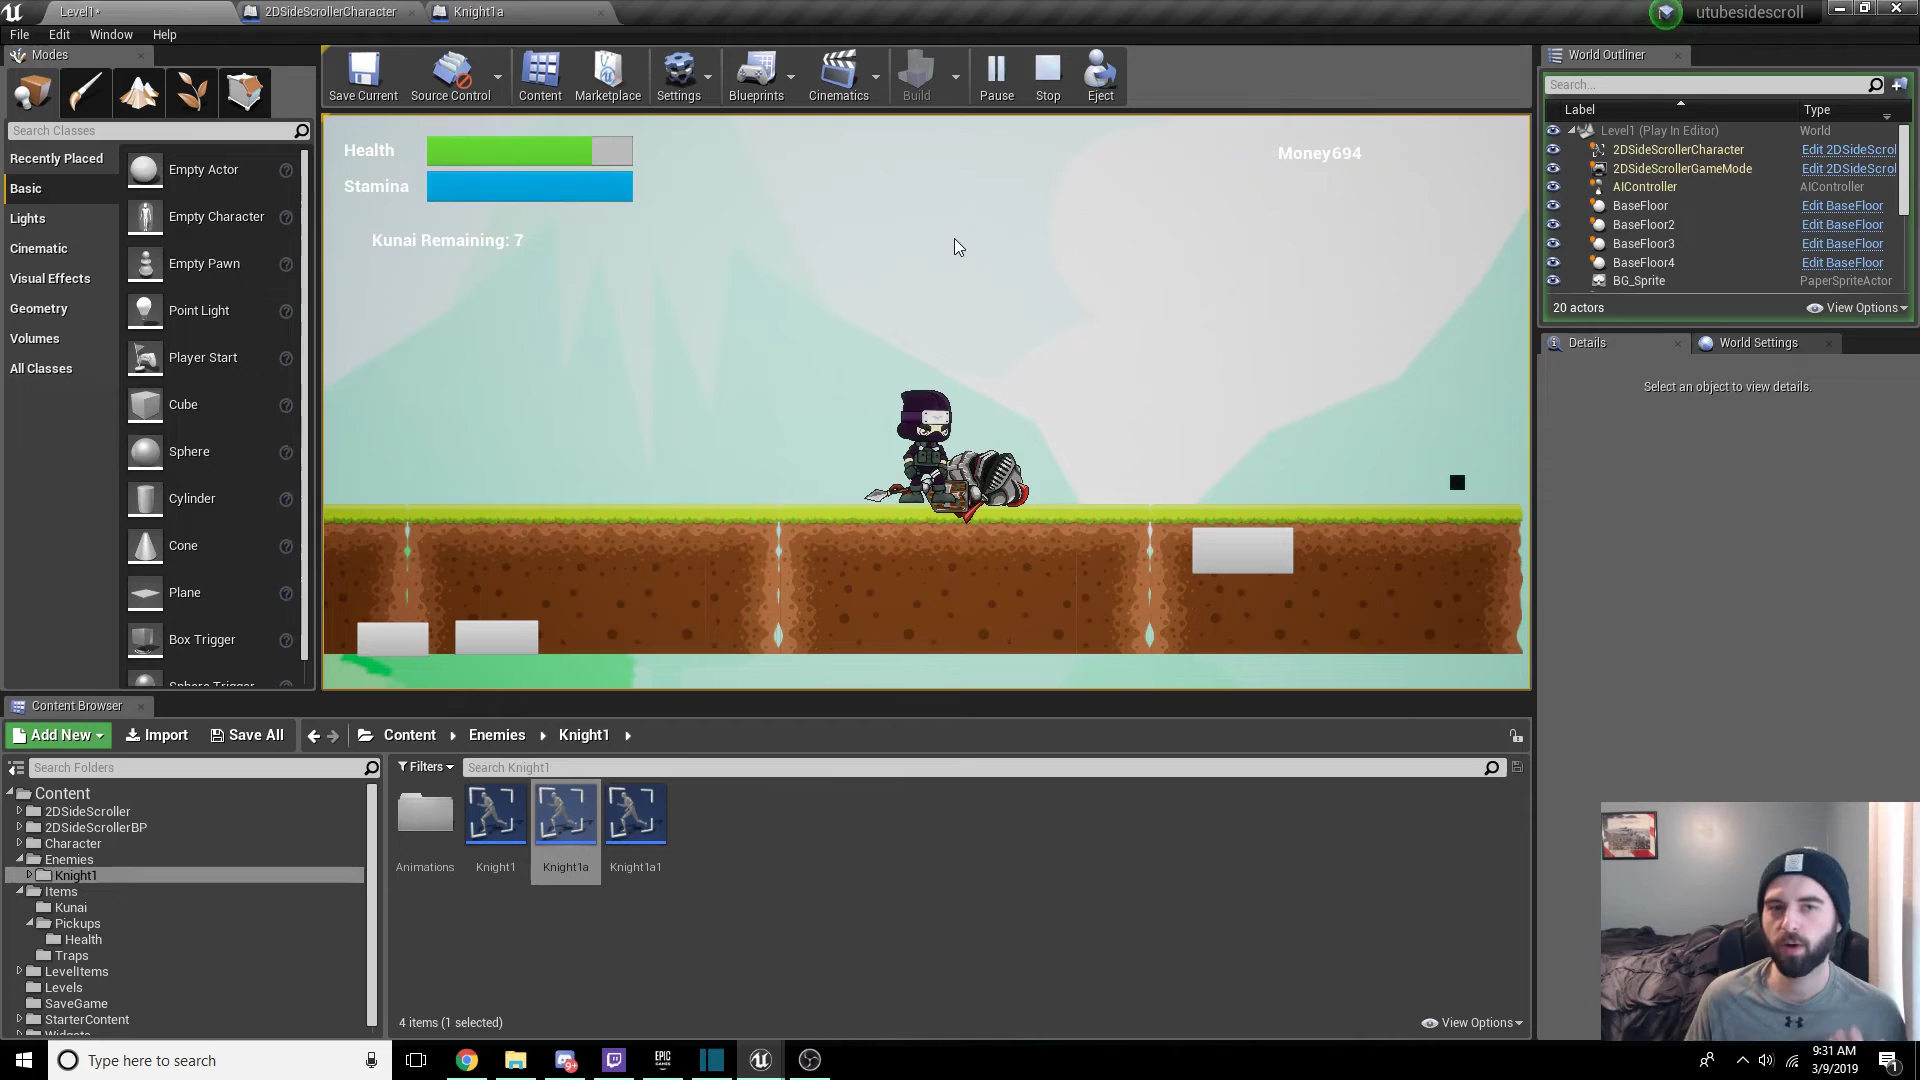 Level1*
2DSideScrollerCharacter
Knight1a
utubesidescroll
File
Edit
Window
Help
Modes
Search Classes
Recently Placed
Basic
Lights
Cinematic
Visual Effects
Geometry
Volumes
All Classes
Empty Actor
Empty Character
Empty Pawn
Point Light
Player Start
Cube
Sphere
Cylinder
Cone
Plane
Box Trigger
Sphere Trigger
Save Current
Source Control
Content
Marketplace
Settings
Blueprints
Cinematics
Build
Pause
Stop
Eject
Health
Stamina
Kunai Remaining: 7
Money694
World Outliner
Search...
Label
Type
Level1 (Play In Editor)
World
2DSideScrollerCharacter
Edit 2DSideScrol
2DSideScrollerGameMode
Edit 2DSideScrol
AIController
AIController
BaseFloor
Edit BaseFloor
BaseFloor2
Edit BaseFloor
BaseFloor3
Edit BaseFloor
BaseFloor4
Edit BaseFloor
BG_Sprite
PaperSpriteActor
20 actors
View Options
Details
World Settings
Select an object to view details.
Content Browser
Add New
Import
Save All
Content
Enemies
Knight1
Search Folders
Filters
Search Knight1
Content
2DSideScroller
2DSideScrollerBP
Character
Enemies
Knight1
Items
Kunai
Pickups
Health
Traps
LevelItems
Levels
SaveGame
StarterContent
Widgets
Animations
Knight1
Knight1a
Knight1a1
4 items (1 selected)
View Options
Type here to search
9+
EPIC
GAMES
9:31 AM
3/9/2019
1